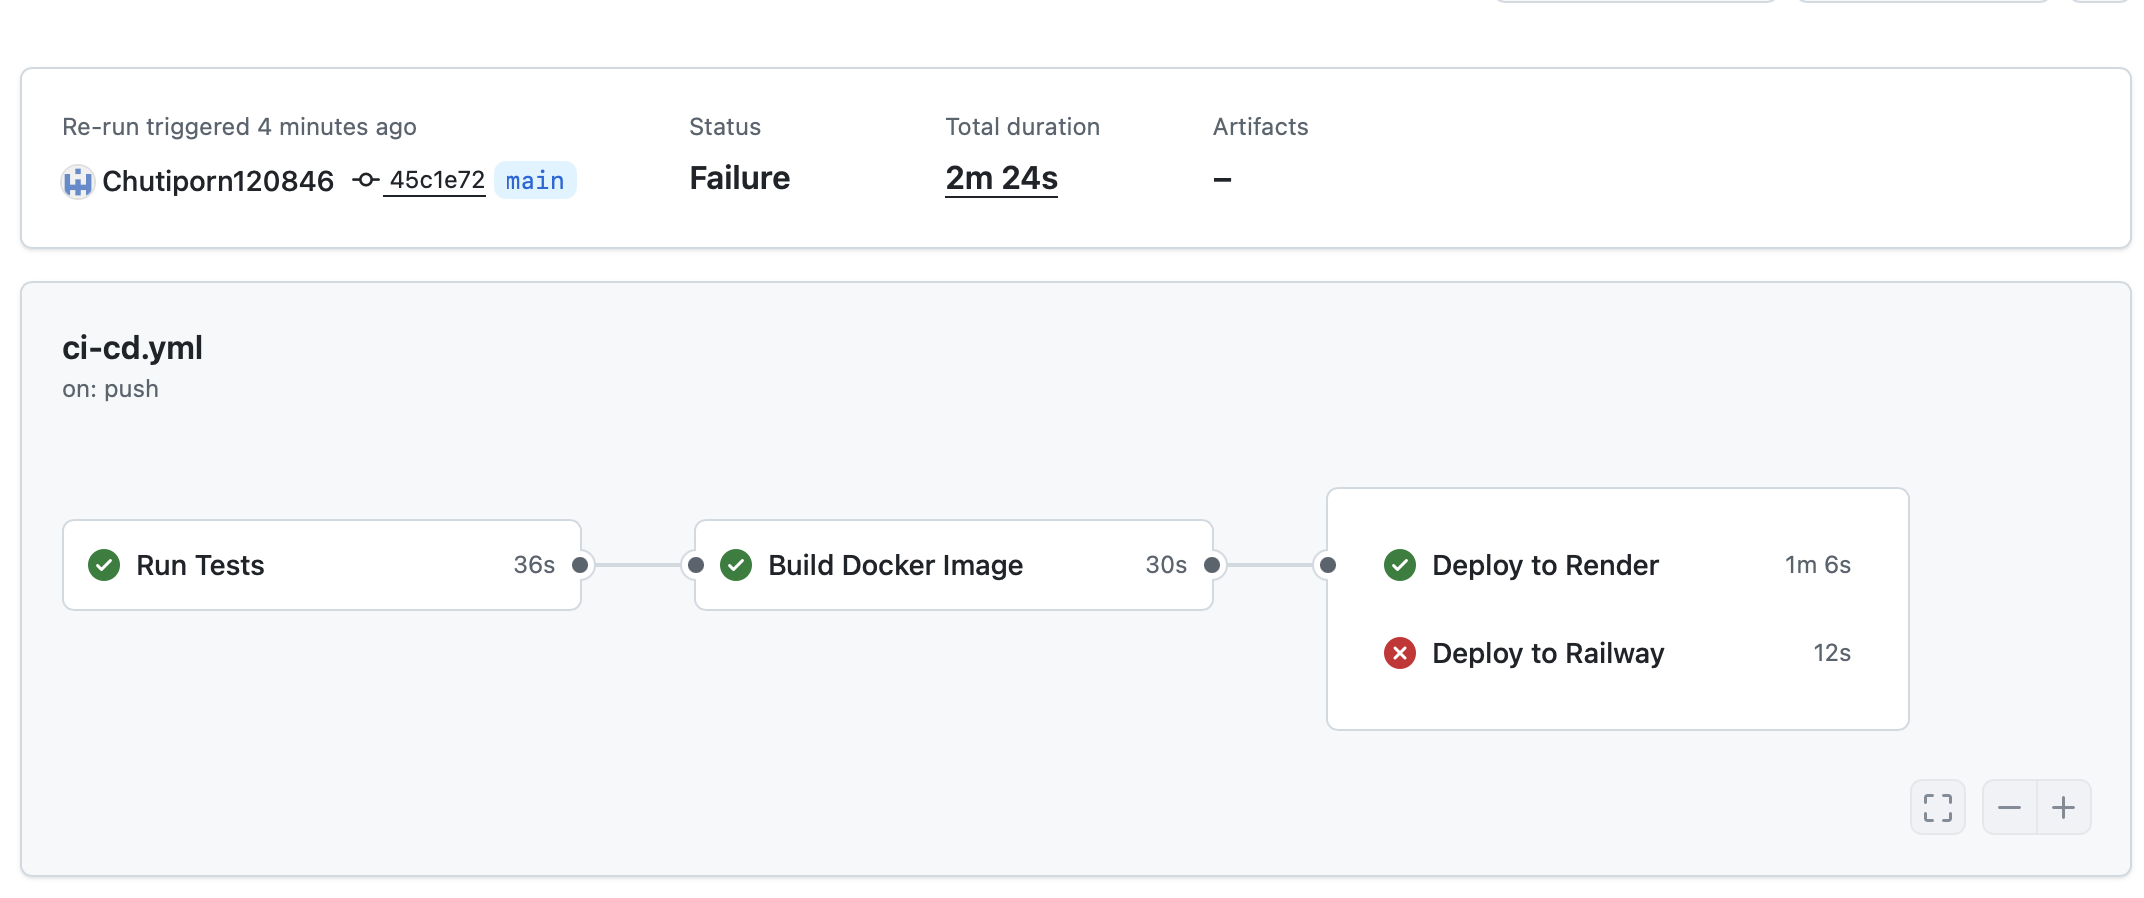 Re-run triggered 4 minutes ago
Chutiporn120846 45c1e72 main
Status
Failure
Total duration
2m 24s
Artifacts
–
ci-cd.yml
on: push
Run Tests 36s
Build Docker Image 30s
Deploy to Render 1m 6s
Deploy to Railway 12s